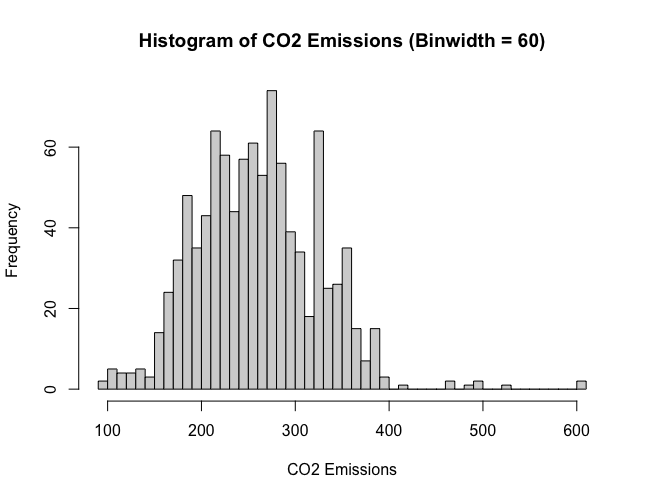 Histogram of CO2 Emissions (Binwidth = 60)
Frequency
60
40
20
0
100 200 300 400 500 600
CO2 Emissions